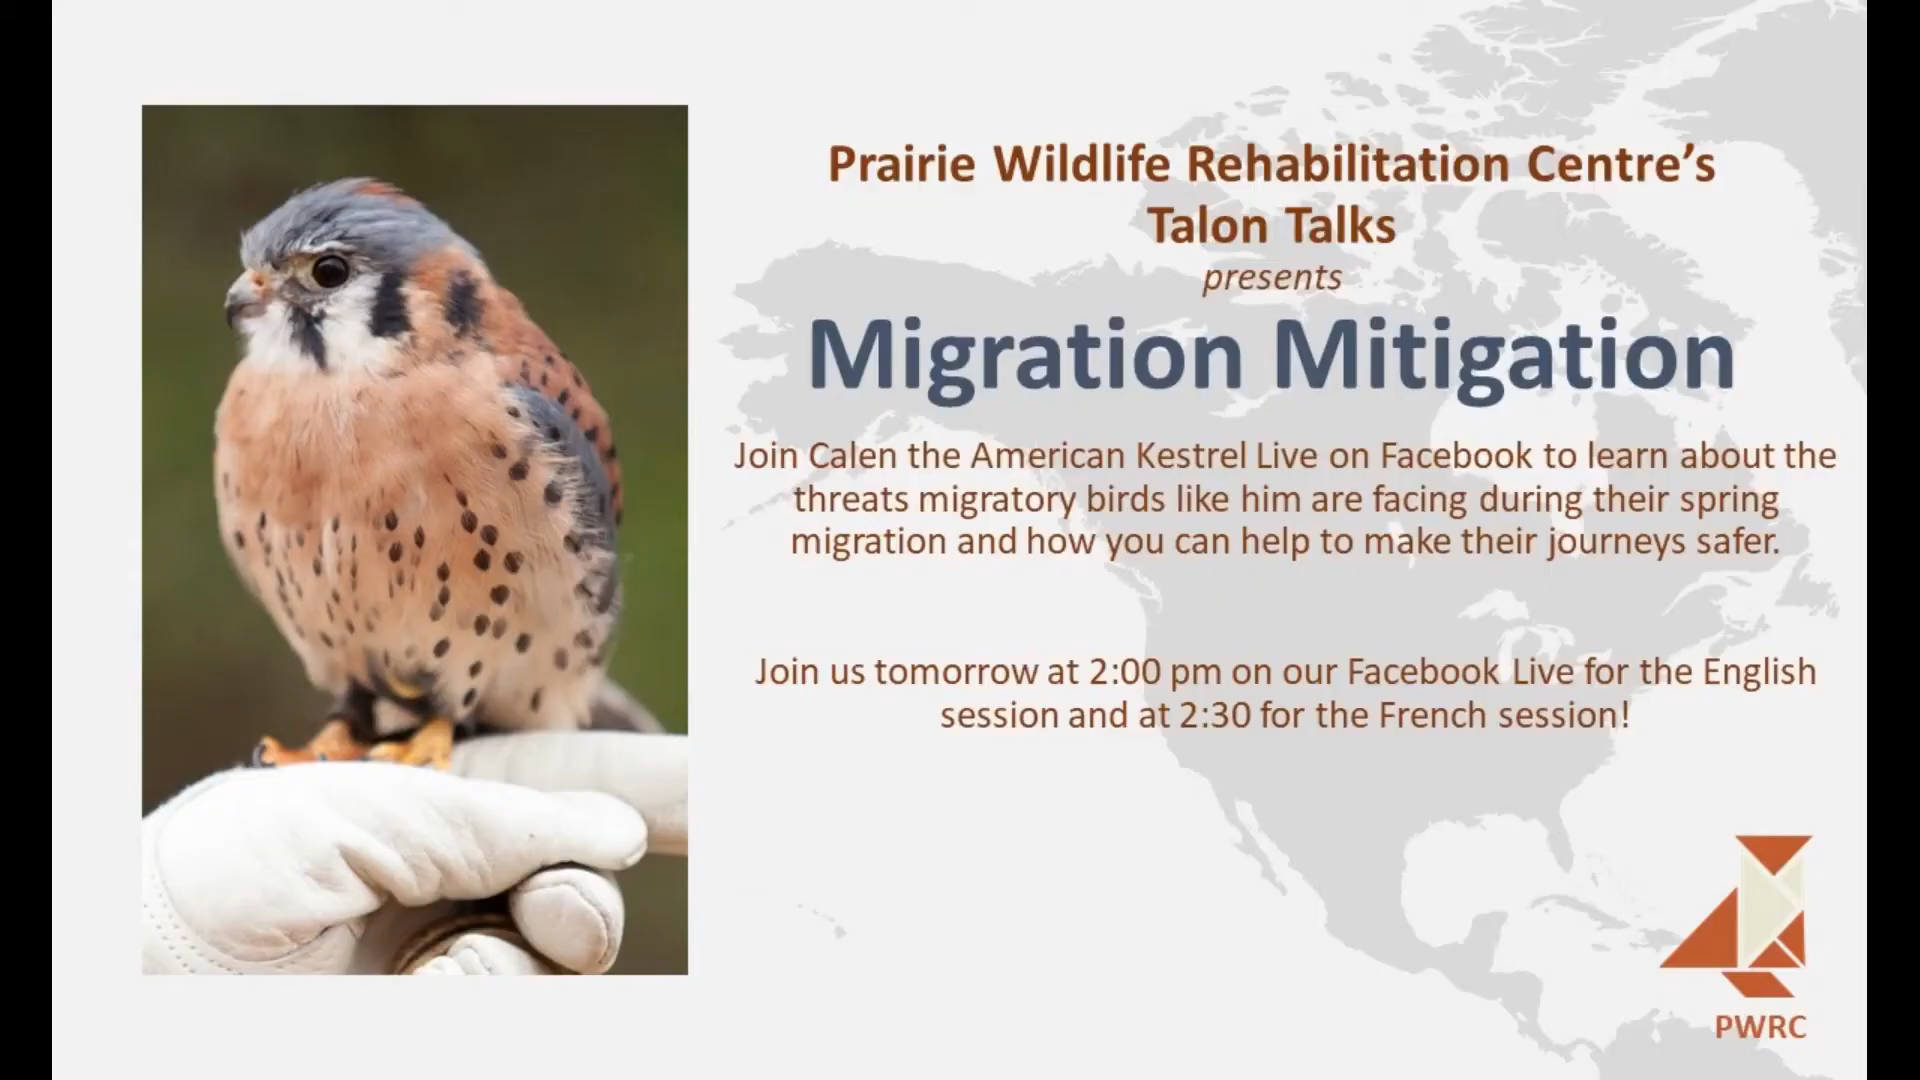 Prairie Wildlife Rehabilitation Centre’s
Talon Talks
presents
Migration Mitigation
Join Calen the American Kestrel Live on Facebook to learn about the
threats migratory birds like him are facing during their spring
migration and how you can help to make their journeys safer.
Join us tomorrow at 2:00 pm on our Facebook Live for the English
session and at 2:30 for the French session!
PWRC